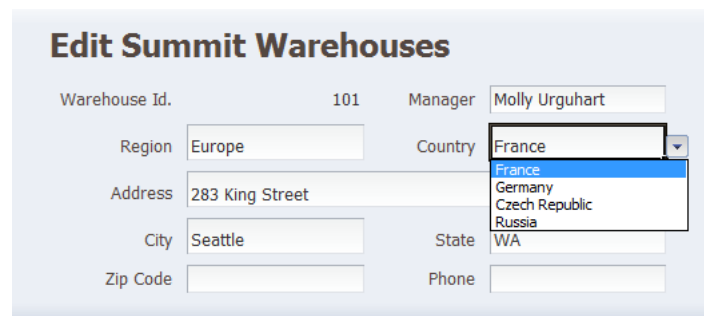 Edit Summit Warehouses
Warehouse Id. 101 Manager Molly Urguhart
Region Europe Country France
France
Address 283 King Street Germany
Czech Republic
Russia
City Seattle State WA
Zip Code Phone